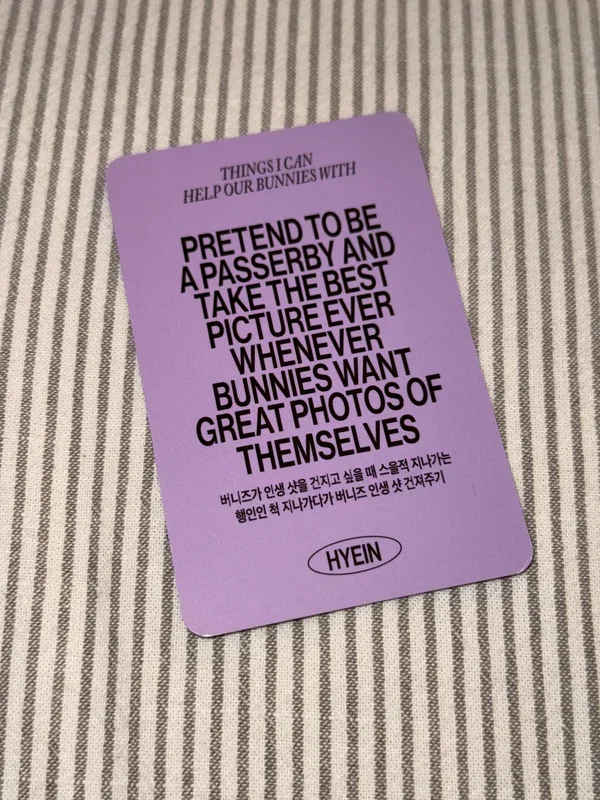 THINGS I CAN
HELP OUR BUNNIES WITH
PRETEND TO BE
A PASSERBY AND
TAKE THE BEST
PICTURE EVER
WHENEVER
BUNNIES WANT
GREAT PHOTOS OF
THEMSELVES
버니즈가 인생 샷을 건지고 싶을 때 스을적 지나가는
행인인 척 지나가다가 버니즈 인생 샷 건져주기
HYEIN